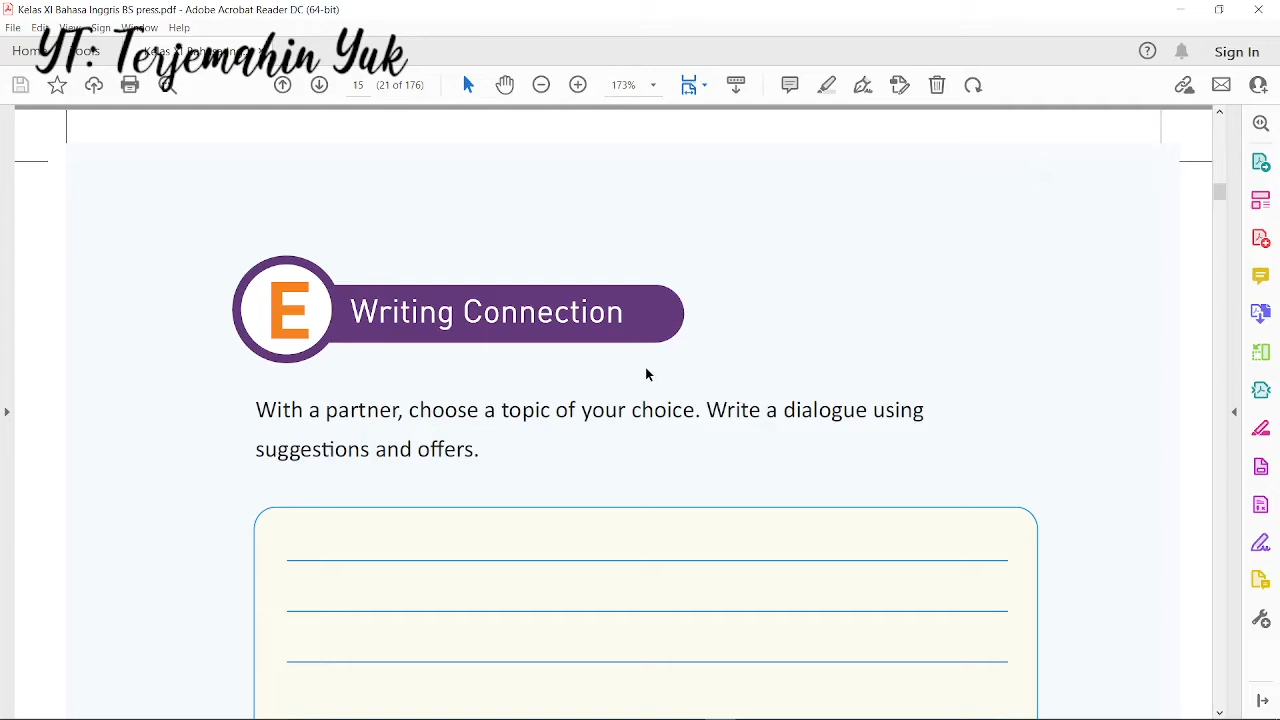 Kelas XI Bahasa Inggris BS press.pdf - Adobe Acrobat Reader DC (64-bit)
File Edit View Sign Window Help
YT: Terjemahin Yuk
Home Tools Sign In
15 (21 of 176) 173%
E Writing Connection
With a partner, choose a topic of your choice. Write a dialogue using
suggestions and offers.